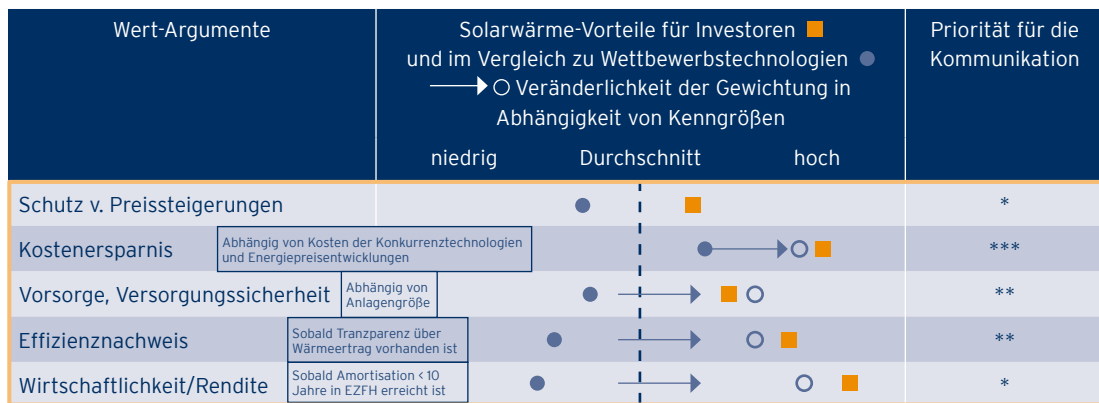 Wert-Argumente
Solarwärme-Vorteile für Investoren
und im Vergleich zu Wettbewerbstechnologien
Veränderlichkeit der Gewichtung in
Abhängigkeit von Kenngrößen
niedrig Durchschnitt hoch
Priorität für die
Kommunikation
Schutz v. Preissteigerungen
*
Kostenersparnis
Abhängig von Kosten der Konkurrenztechnologien
und Energiepreisentwicklungen
***
Vorsorge, Versorgungssicherheit
Abhängig von
Anlagengröße
**
Effizienznachweis
Sobald Tranzparenz über
Wärmeertrag vorhanden ist
**
Wirtschaftlichkeit/Rendite
Sobald Amortisation < 10
Jahre in EZFH erreicht ist
*